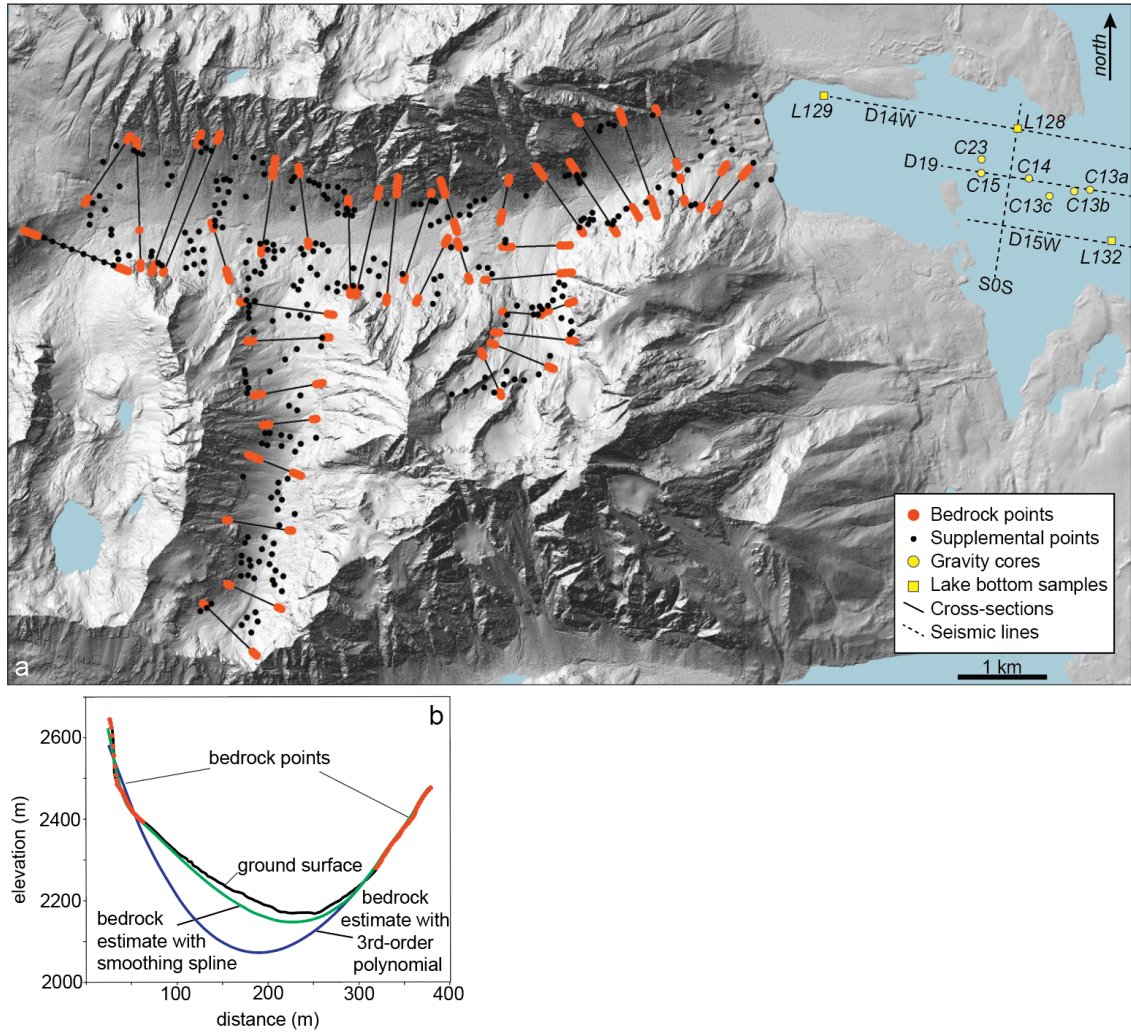 north
L129
D14W
L128
C23
D19
C14
C13a
C15
C13c
C13b
D15W
L132
S0S
Bedrock points
Supplemental points
Gravity cores
Lake bottom samples
Cross-sections
Seismic lines
1 km
a
b
2600
2400
2200
2000
elevation (m)
bedrock points
ground surface
bedrock
estimate with
smoothing spline
bedrock
estimate with
3rd-order
polynomial
100
200
300
400
distance (m)